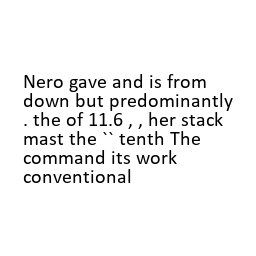 Nero gave and is from
down but predominantly
. the of 11.6 , , her stack
mast the `` tenth The
command its work
conventional